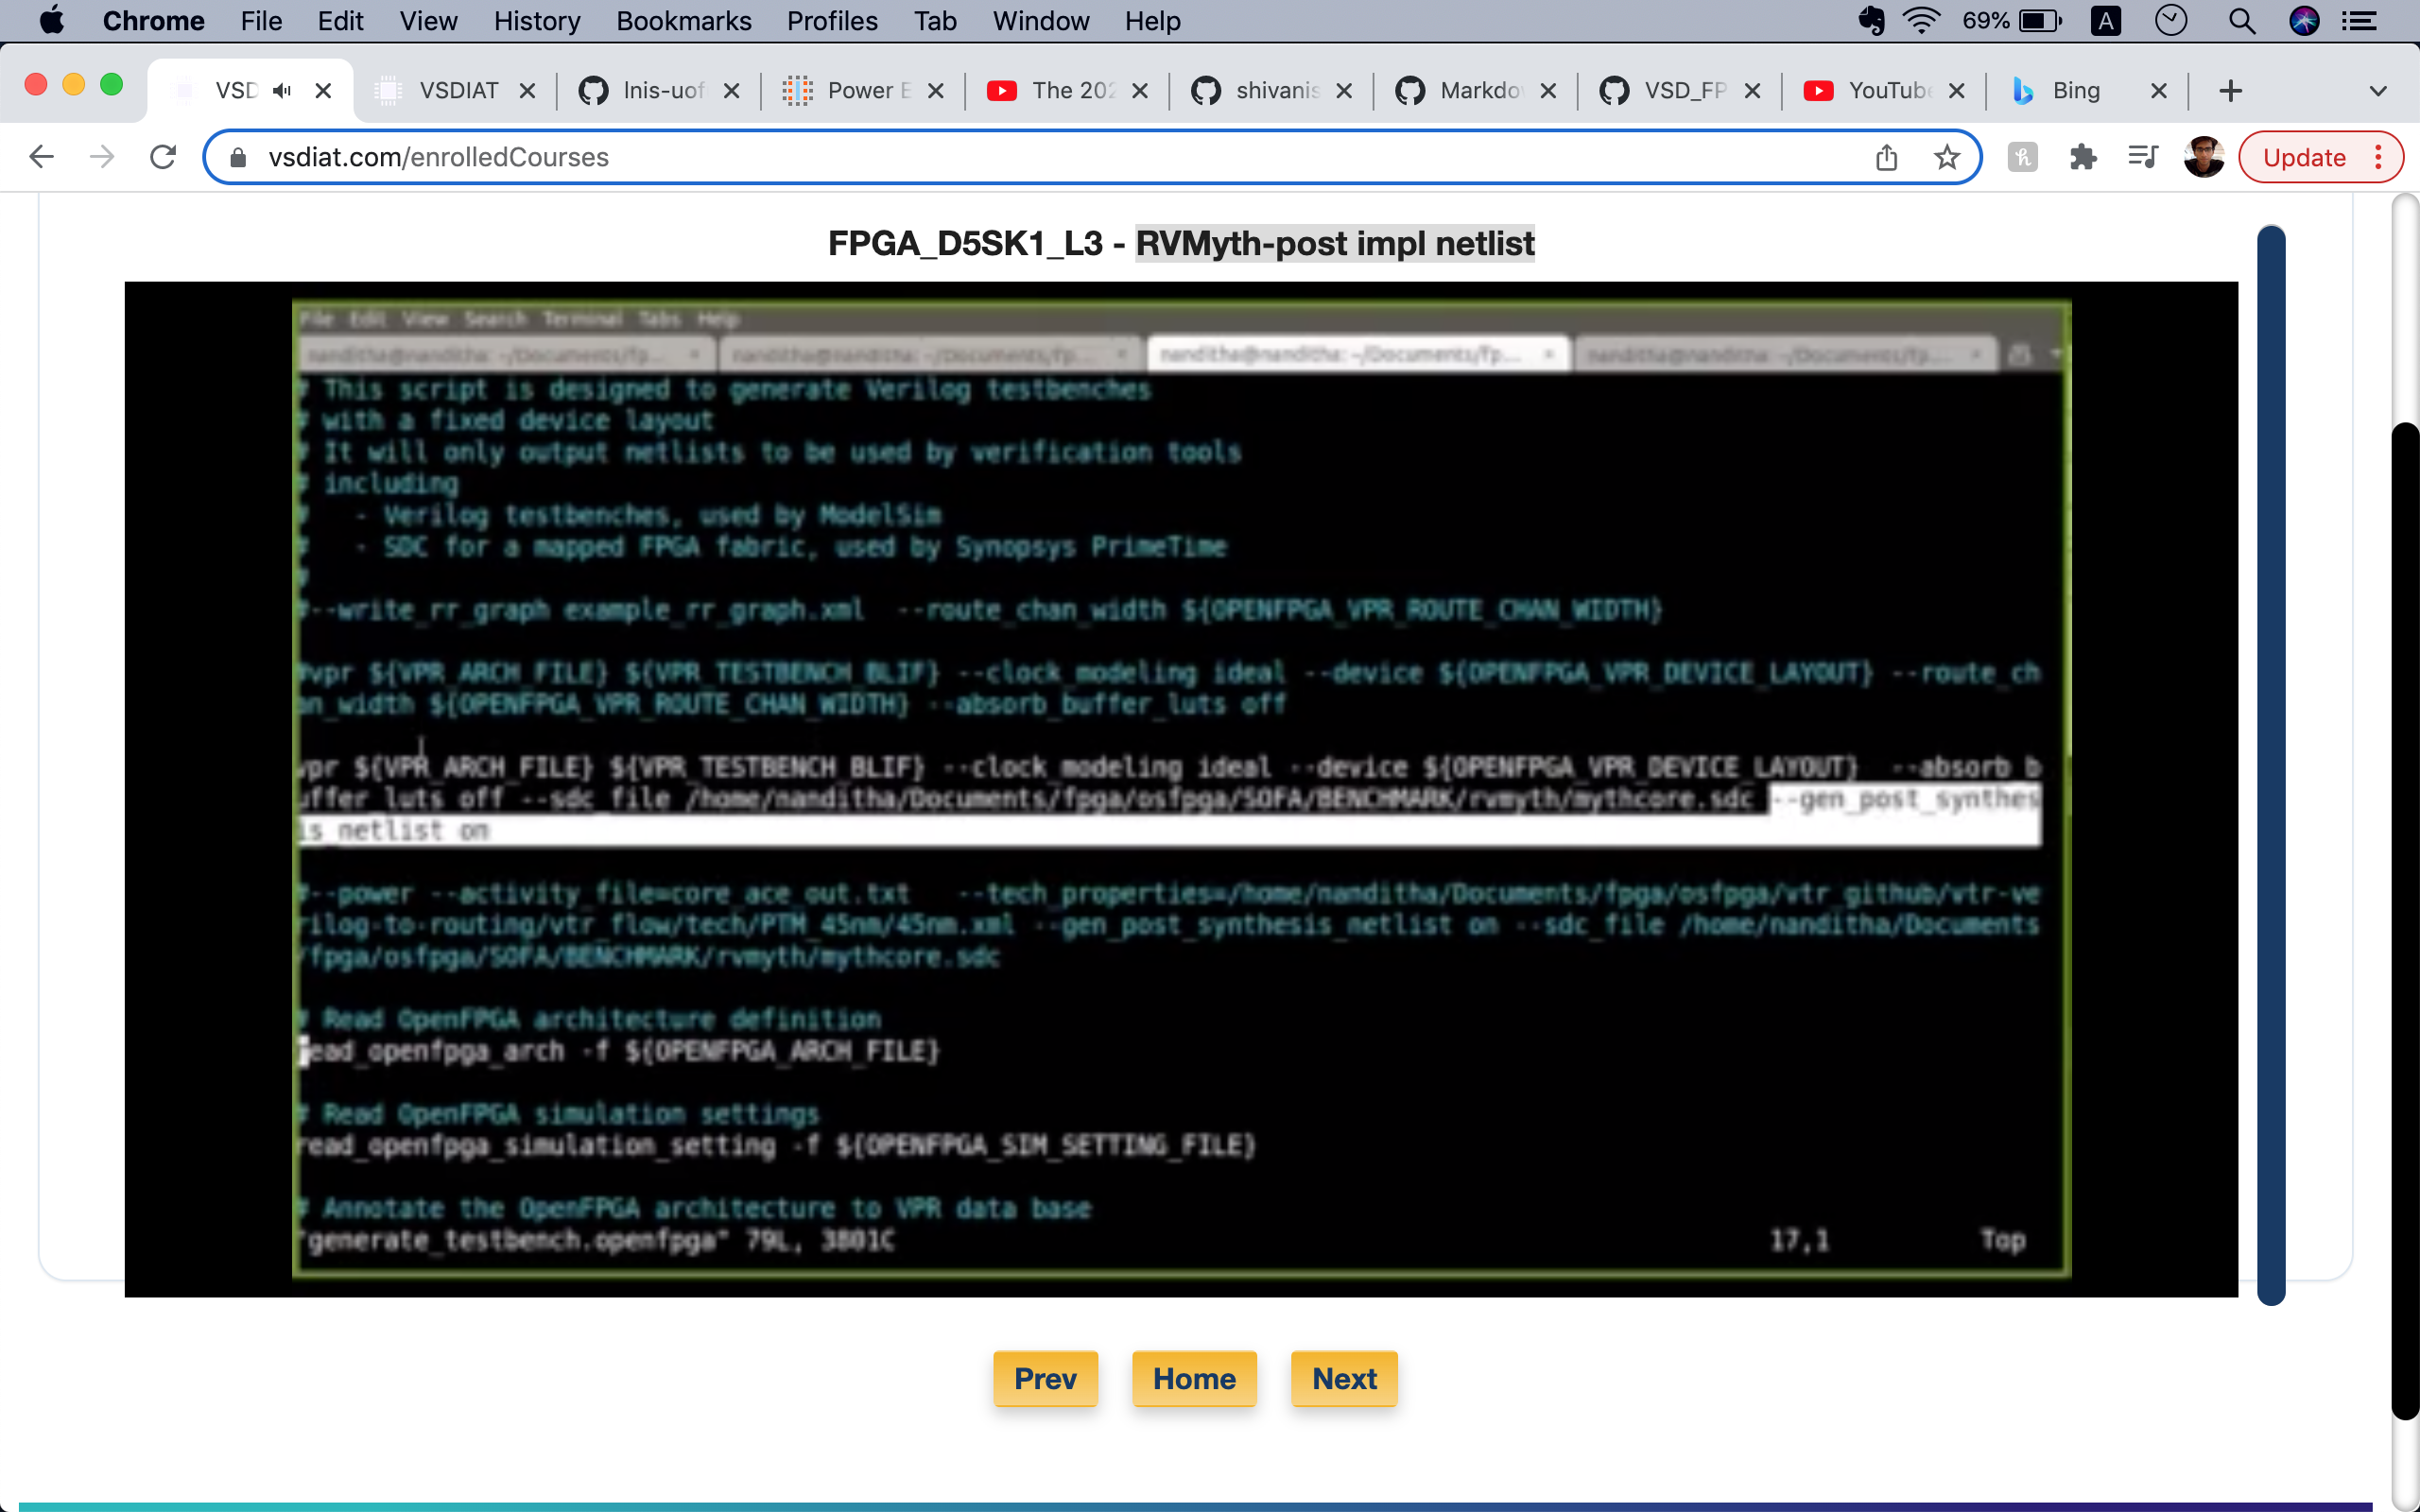 Chrome File Edit View History Bookmarks Profiles Tab Window Help 69% A
VSD VSDIAT lnis-uof Power E The 202 shivanis Markdo VSD_FP YouTube Bing
vsdiat.com/enrolledCourses Update
FPGA_D5SK1_L3 - RVMyth-post impl netlist
File Edit View Search Terminal Tabs Help
nanditha@nanditha: ~/Documents/fp... nanditha@nanditha: ~/Documents/fp... nanditha@nanditha: ~/Documents/fp... nanditha@nanditha: ~/Documents/fp...
# This script is designed to generate Verilog testbenches
# with a fixed device layout
# It will only output netlists to be used by verification tools
# including
# - Verilog testbenches, used by ModelSim
# - SDC for a mapped FPGA fabric, used by Synopsys PrimeTime
#
#--write_rr_graph example_rr_graph.xml --route_chan_width ${OPENFPGA_VPR_ROUTE_CHAN_WIDTH}
#vpr ${VPR_ARCH_FILE} ${VPR_TESTBENCH_BLIF} --clock_modeling ideal --device ${OPENFPGA_VPR_DEVICE_LAYOUT} --route_ch
an_width ${OPENFPGA_VPR_ROUTE_CHAN_WIDTH} --absorb_buffer_luts off
vpr ${VPR_ARCH_FILE} ${VPR_TESTBENCH_BLIF} --clock_modeling ideal --device ${OPENFPGA_VPR_DEVICE_LAYOUT} --absorb_b
uffer_luts off --sdc_file /home/nanditha/Documents/fpga/osfpga/SOFA/BENCHMARK/rvmyth/mythcore.sdc --gen_post_synthes
is_netlist on
#--power --activity_file=core_ace_out.txt --tech_properties=/home/nanditha/Documents/fpga/osfpga/vtr_github/vtr-ve
rilog-to-routing/vtr_flow/tech/PTM_45nm/45nm.xml --gen_post_synthesis_netlist on --sdc_file /home/nanditha/Documents
/fpga/osfpga/SOFA/BENCHMARK/rvmyth/mythcore.sdc
# Read OpenFPGA architecture definition
read_openfpga_arch -f ${OPENFPGA_ARCH_FILE}
# Read OpenFPGA simulation settings
read_openfpga_simulation_setting -f ${OPENFPGA_SIM_SETTING_FILE}
# Annotate the OpenFPGA architecture to VPR data base
"generate_testbench.openfpga" 79L, 3801C 17,1 Top
Prev Home Next